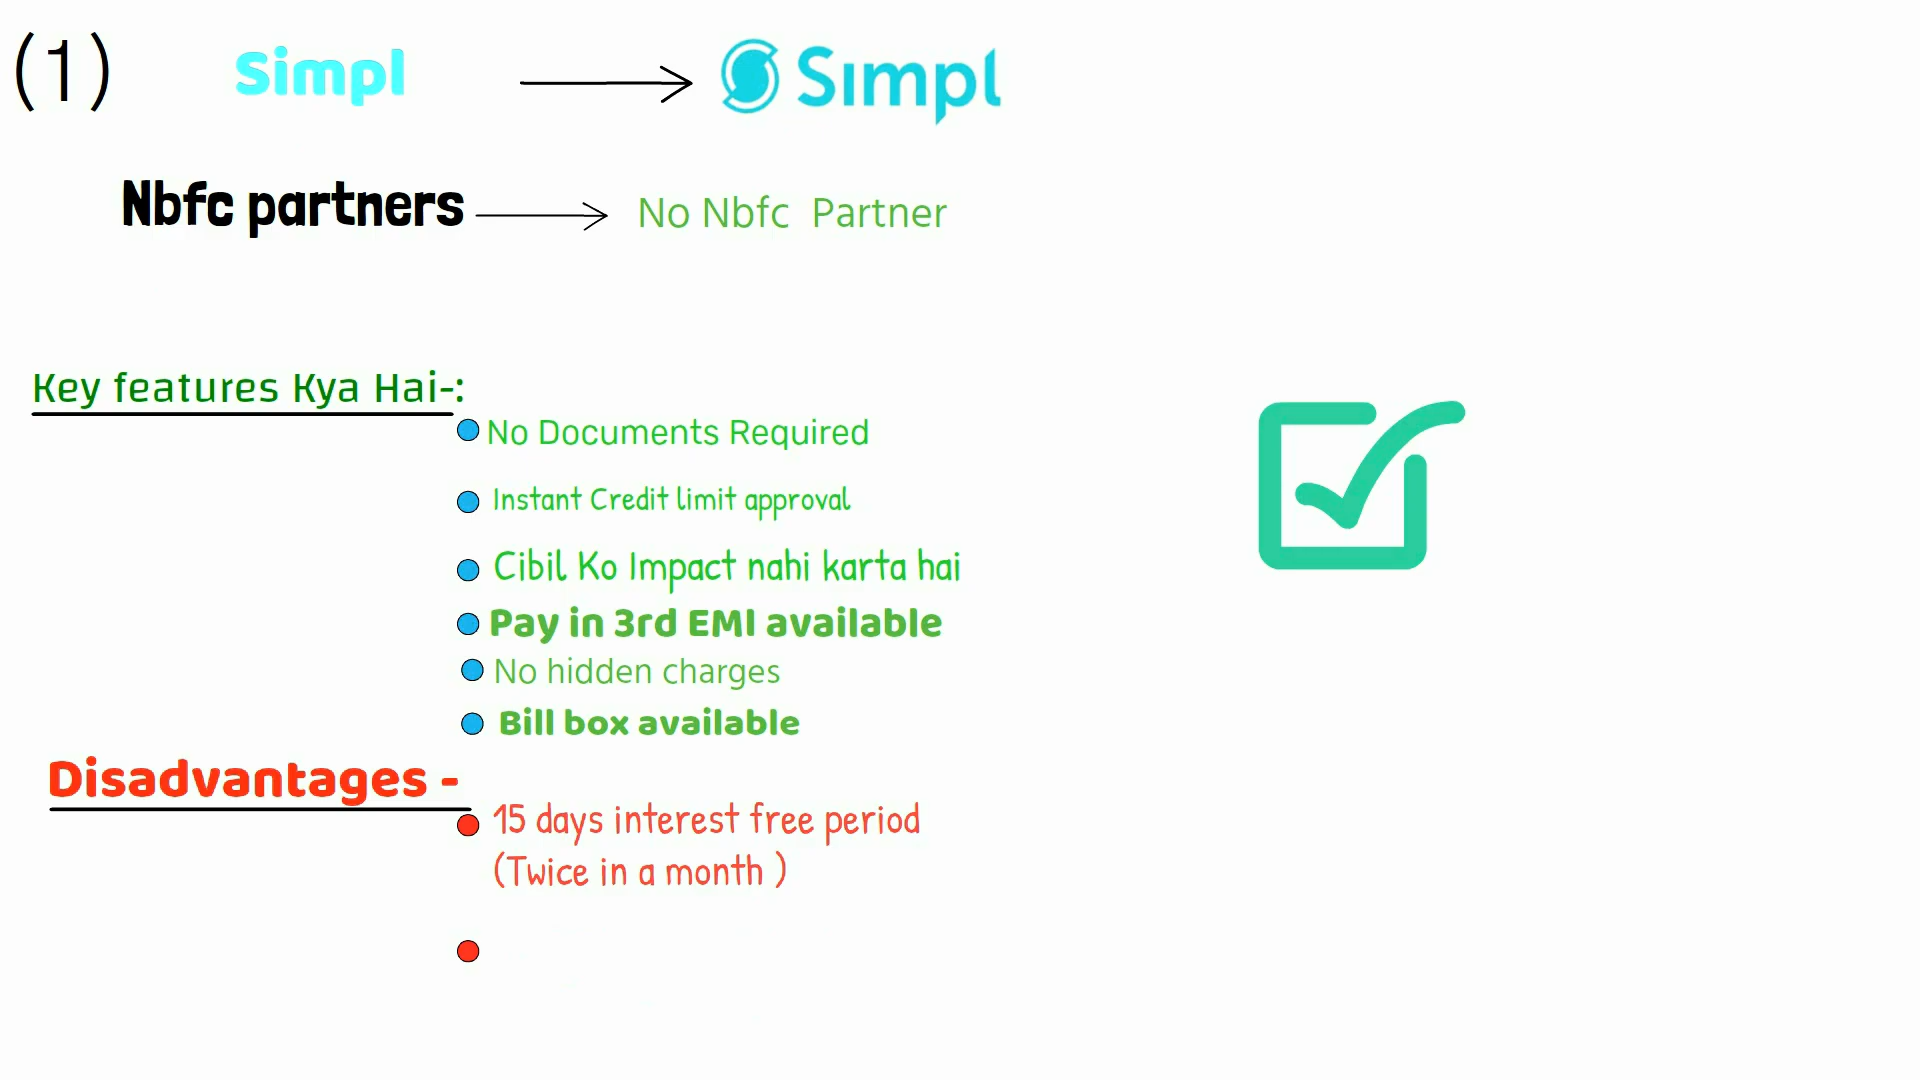 (1) Simpl Simpl
Nbfc partners No Nbfc Partner
Key features Kya Hai-:
No Documents Required
Instant Credit limit approval
Cibil Ko Impact nahi karta hai
Pay in 3rd EMI available
No hidden charges
Bill box available
Disadvantages -
15 days interest free period
(Twice in a month )